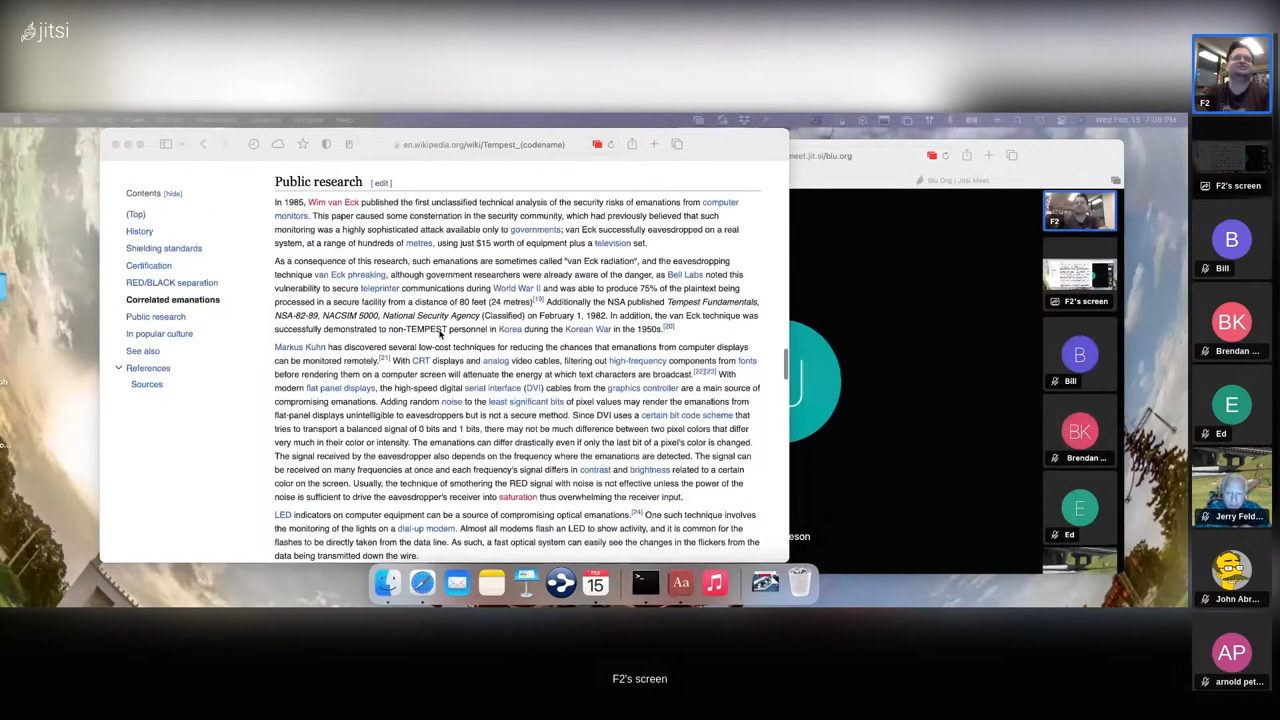 jitsi
Wed Feb 15 7:06 PM
en.wikipedia.org/wiki/Tempest_(codename)
meet.jit.si/blu.org
Blu Org | Jitsi Meet
Contents [hide]
(Top)
History
Shielding standards
Certification
RED/BLACK separation
Correlated emanations
Public research
In popular culture
See also
References
Sources
Public research [ edit ]
In 1985, Wim van Eck published the first unclassified technical analysis of the security risks of emanations from computer
monitors. This paper caused some consternation in the security community, which had previously believed that such
monitoring was a highly sophisticated attack available only to governments; van Eck successfully eavesdropped on a real
system, at a range of hundreds of metres, using just $15 worth of equipment plus a television set.
As a consequence of this research, such emanations are sometimes called "van Eck radiation", and the eavesdropping
technique van Eck phreaking, although government researchers were already aware of the danger, as Bell Labs noted this
vulnerability to secure teleprinter communications during World War II and was able to produce 75% of the plaintext being
processed in a secure facility from a distance of 80 feet (24 metres)[19] Additionally the NSA published Tempest Fundamentals,
NSA-82-89, NACSIM 5000, National Security Agency (Classified) on February 1, 1982. In addition, the van Eck technique was
successfully demonstrated to non-TEMPEST personnel in Korea during the Korean War in the 1950s.[20]
Markus Kuhn has discovered several low-cost techniques for reducing the chances that emanations from computer displays
can be monitored remotely.[21] With CRT displays and analog video cables, filtering out high-frequency components from fonts
before rendering them on a computer screen will attenuate the energy at which text characters are broadcast.[22][23] With
modern flat panel displays, the high-speed digital serial interface (DVI) cables from the graphics controller are a main source of
compromising emanations. Adding random noise to the least significant bits of pixel values may render the emanations from
flat-panel displays unintelligible to eavesdroppers but is not a secure method. Since DVI uses a certain bit code scheme that
tries to transport a balanced signal of 0 bits and 1 bits, there may not be much difference between two pixel colors that differ
very much in their color or intensity. The emanations can differ drastically even if only the last bit of a pixel's color is changed.
The signal received by the eavesdropper also depends on the frequency where the emanations are detected. The signal can
be received on many frequencies at once and each frequency's signal differs in contrast and brightness related to a certain
color on the screen. Usually, the technique of smothering the RED signal with noise is not effective unless the power of the
noise is sufficient to drive the eavesdropper's receiver into saturation thus overwhelming the receiver input.
LED indicators on computer equipment can be a source of compromising optical emanations.[24] One such technique involves
the monitoring of the lights on a dial-up modem. Almost all modems flash an LED to show activity, and it is common for the
flashes to be directly taken from the data line. As such, a fast optical system can easily see the changes in the flickers from the
data being transmitted down the wire.
eson
F2
F2's screen
Bill
BK
Brendan ...
E
Ed
FEB
15
Aa
F2
F2's screen
B
Bill
BK
Brendan ...
E
Ed
Jerry Feld...
John Abr...
AP
arnold pet...
F2's screen